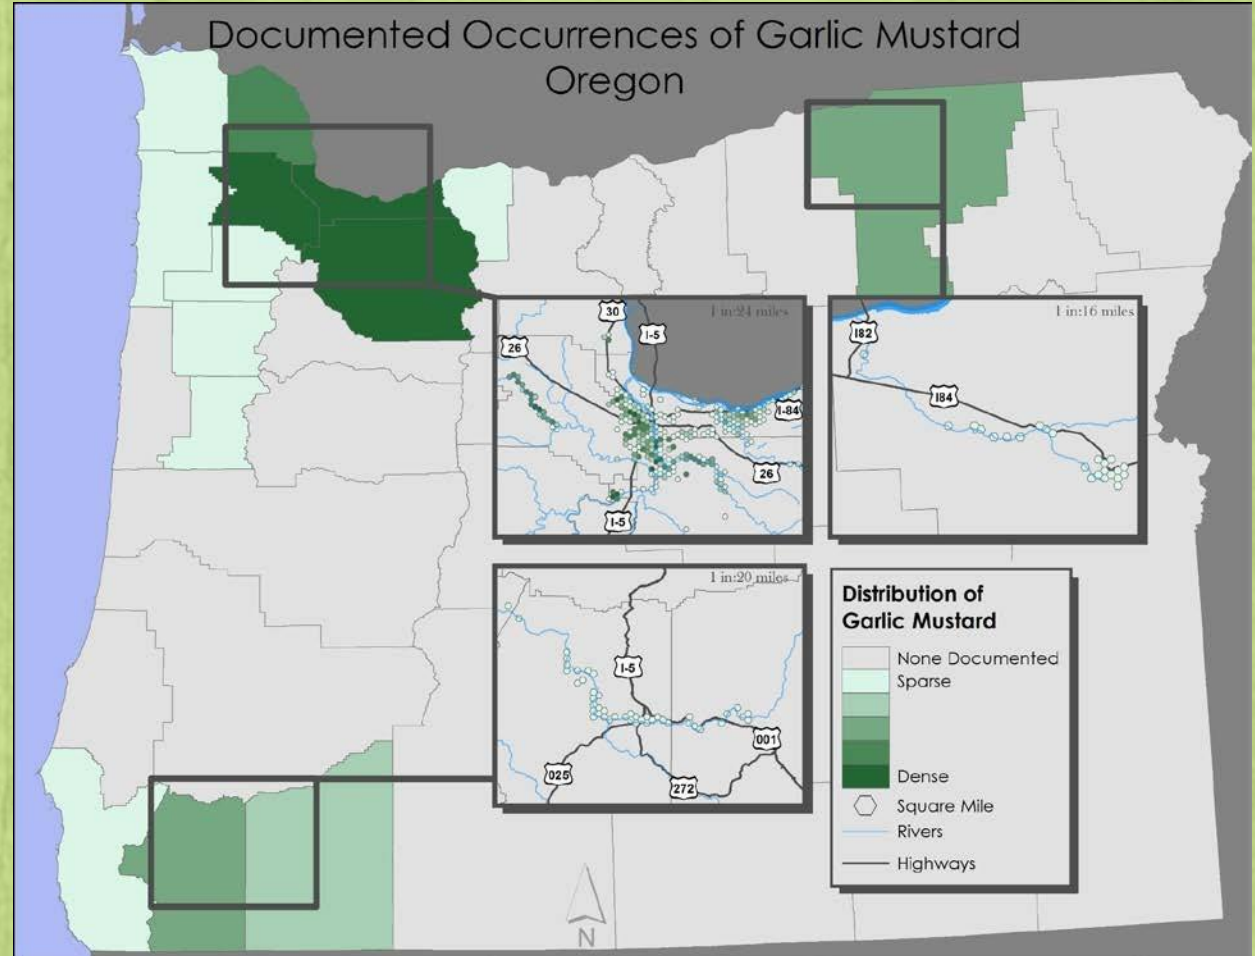 Documented Occurrences of Garlic Mustard
Oregon
1 in:24 miles
30
I-5
26
I-84
26
I-5
1 in:16 miles
I82
I84
1 in:20 miles
I-5
001
025
272
Distribution of
Garlic Mustard
None Documented
Sparse
Dense
Square Mile
Rivers
Highways
N